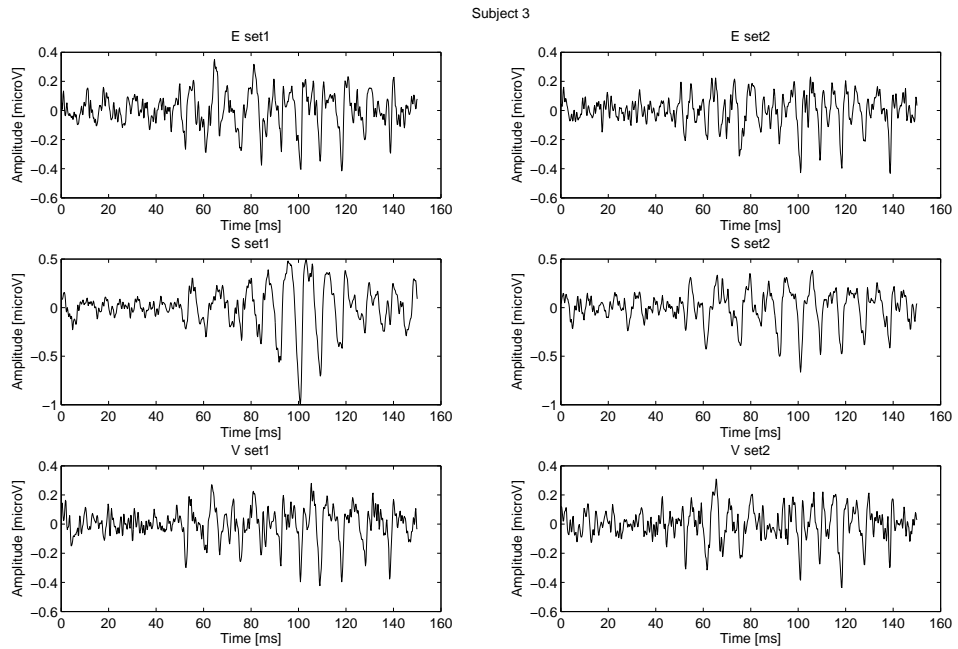 Subject 3
E set1
Amplitude [microV]
0.4
0.2
0
−0.2
−0.4
−0.6
0 20 40 60 80 100 120 140 160
Time [ms]
E set2
Amplitude [microV]
0.4
0.2
0
−0.2
−0.4
−0.6
0 20 40 60 80 100 120 140 160
Time [ms]
S set1
Amplitude [microV]
0.5
0
−0.5
−1
0 20 40 60 80 100 120 140 160
Time [ms]
S set2
Amplitude [microV]
0.5
0
−0.5
−1
0 20 40 60 80 100 120 140 160
Time [ms]
V set1
Amplitude [microV]
0.4
0.2
0
−0.2
−0.4
−0.6
0 20 40 60 80 100 120 140 160
Time [ms]
V set2
Amplitude [microV]
0.4
0.2
0
−0.2
−0.4
−0.6
0 20 40 60 80 100 120 140 160
Time [ms]